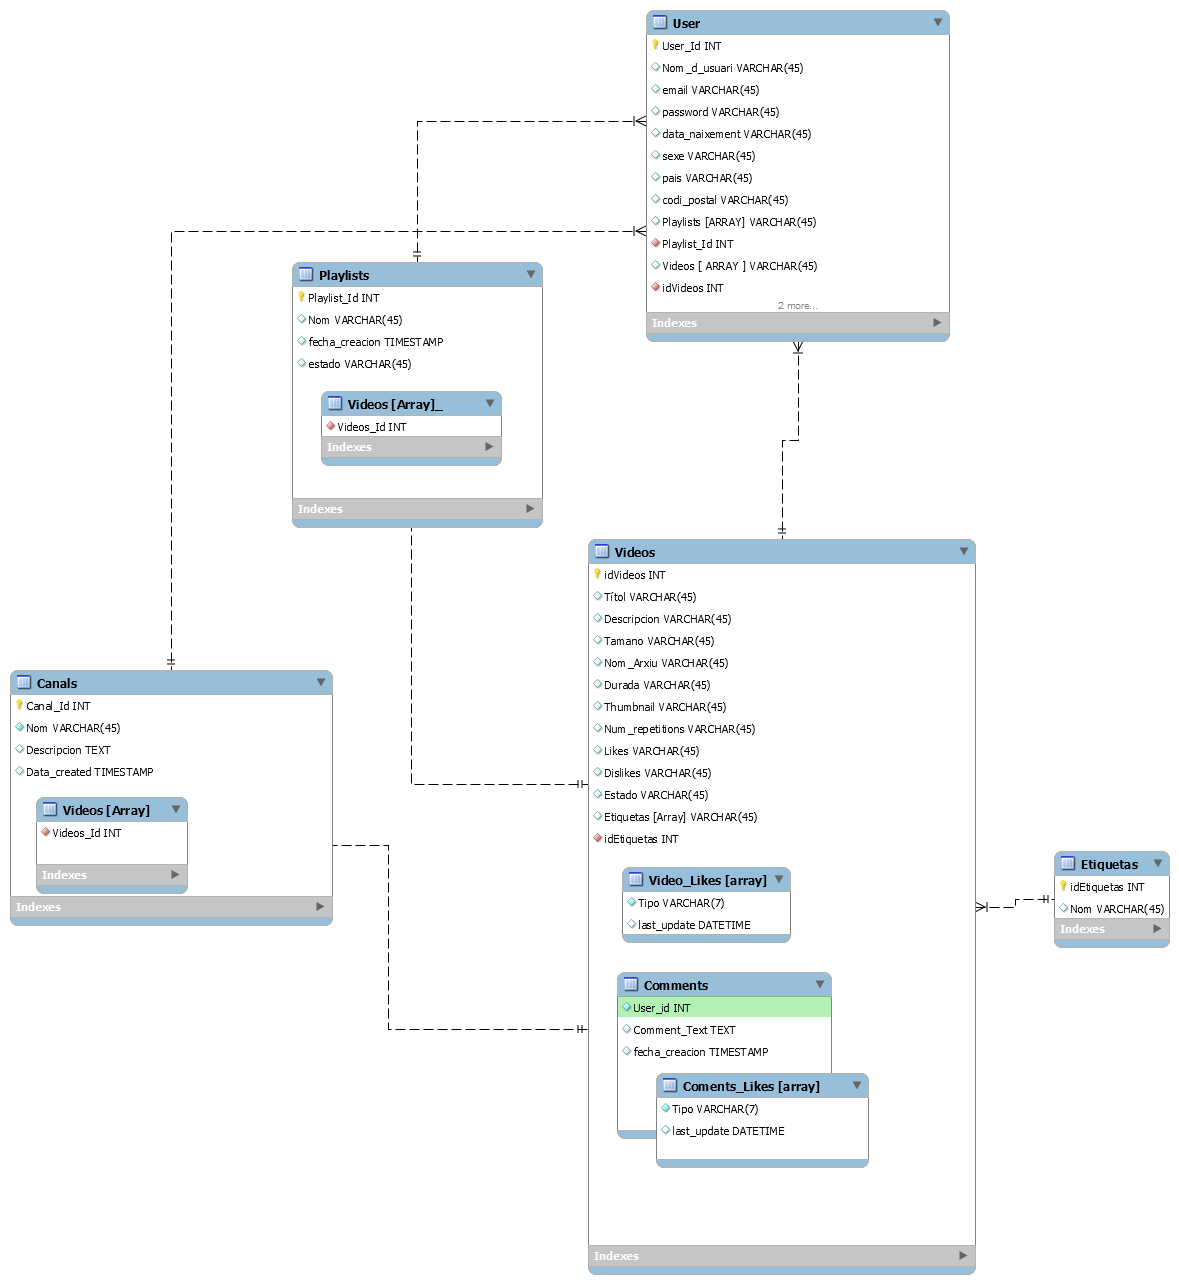 User
User_Id INT
Nom_d_usuari VARCHAR(45)
email VARCHAR(45)
password VARCHAR(45)
data_naixement VARCHAR(45)
sexe VARCHAR(45)
pais VARCHAR(45)
codi_postal VARCHAR(45)
Playlists [ARRAY] VARCHAR(45)
Playlist_Id INT
Videos [ ARRAY ] VARCHAR(45)
idVideos INT
2 more...
Indexes
Playlists
Playlist_Id INT
Nom VARCHAR(45)
fecha_creacion TIMESTAMP
estado VARCHAR(45)
Videos [Array]_
Videos_Id INT
Indexes
Indexes
Videos
idVideos INT
Títol VARCHAR(45)
Descripcion VARCHAR(45)
Tamano VARCHAR(45)
Nom_Arxiu VARCHAR(45)
Durada VARCHAR(45)
Thumbnail VARCHAR(45)
Num_repetitions VARCHAR(45)
Likes VARCHAR(45)
Dislikes VARCHAR(45)
Estado VARCHAR(45)
Etiquetas [Array] VARCHAR(45)
idEtiquetas INT
Video_Likes [array]
Tipo VARCHAR(7)
last_update DATETIME
Comments
User_id INT
Comment_Text TEXT
fecha_creacion TIMESTAMP
Coments_Likes [array]
Tipo VARCHAR(7)
last_update DATETIME
Indexes
Canals
Canal_Id INT
Nom VARCHAR(45)
Descripcion TEXT
Data_created TIMESTAMP
Videos [Array]
Videos_Id INT
Indexes
Indexes
Etiquetas
idEtiquetas INT
Nom VARCHAR(45)
Indexes